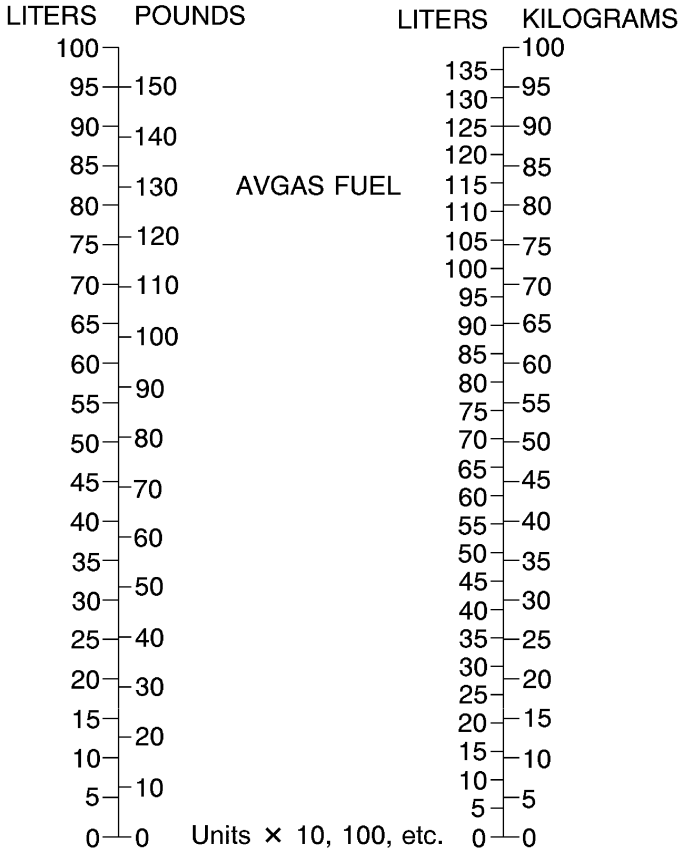 LITERS POUNDS LITERS KILOGRAMS
100 100
95 150 135 95
90 140 130 90
125
85 130 AVGAS FUEL 120 85
80 115 80
110
75 120 105 75
70 110 100 70
95
65 100 90 65
60 90 85 60
80
55 80 75 55
50 70 50
45 70 65 45
60
40 60 55 40
35 50 50 35
45
30 40 30
25 40 35 25
30
20 30 25 20
15 20 20 15
15
10 10 10 10
5 5 5
0 0 Units × 10, 100, etc. 0 0